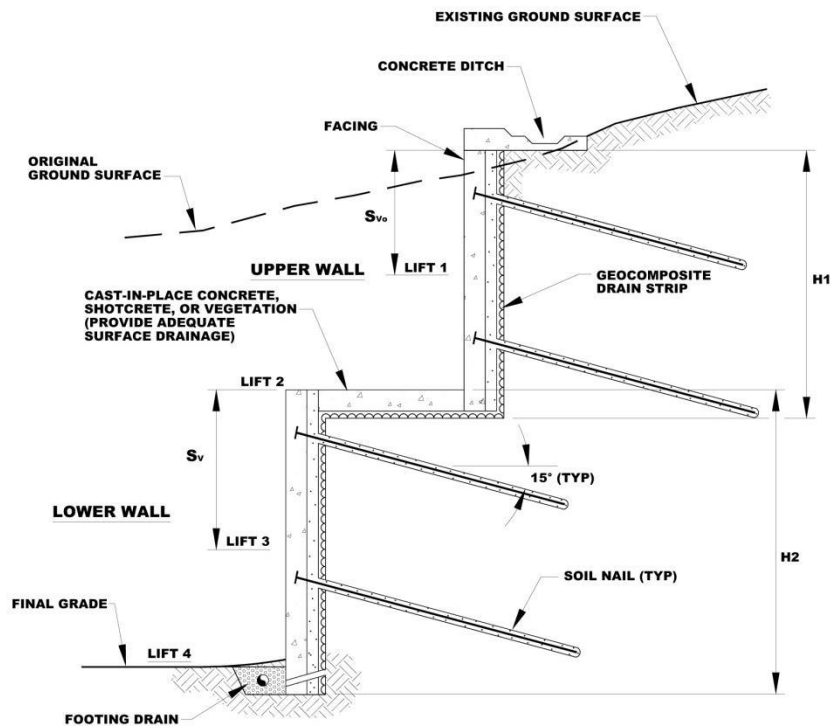 EXISTING GROUND SURFACE
CONCRETE DITCH
FACING
ORIGINAL
GROUND SURFACE
Svo
UPPER WALL
LIFT 1
GEOCOMPOSITE
DRAIN STRIP
H1
CAST-IN-PLACE CONCRETE,
SHOTCRETE, OR VEGETATION
(PROVIDE ADEQUATE
SURFACE DRAINAGE)
LIFT 2
Sv
15° (TYP)
LOWER WALL
LIFT 3
H2
SOIL NAIL (TYP)
FINAL GRADE
LIFT 4
FOOTING DRAIN